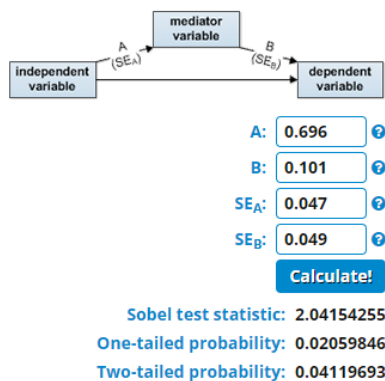 mediator
variable
A
(SEA)
B
(SEB)
independent
variable
dependent
variable
A: 0.696 ?
B: 0.101 ?
SEA: 0.047 ?
SEB: 0.049 ?
Calculate!
Sobel test statistic: 2.04154255
One-tailed probability: 0.02059846
Two-tailed probability: 0.04119693